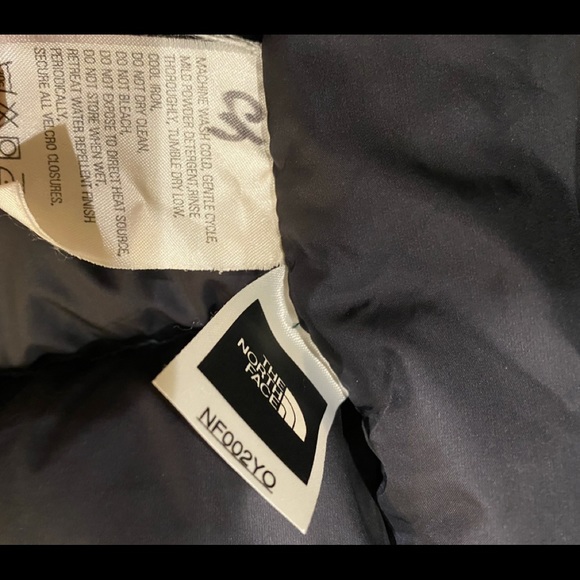 MACHINE WASH COLD, GENTLE CYCLE,
MILD POWDER DETERGENT, RINSE
THOROUGHLY, TUMBLE DRY LOW.
COOL IRON.
DO NOT DRY CLEAN.
DO NOT BLEACH.
DO NOT EXPOSE TO DIRECT HEAT SOURCE.
DO NOT STORE WHEN WET.
RETREAT WATER REPELLENT FINISH
PERIODICALLY.
SECURE ALL VELCRO CLOSURES.
THE
NORTH
FACE
NF002YO